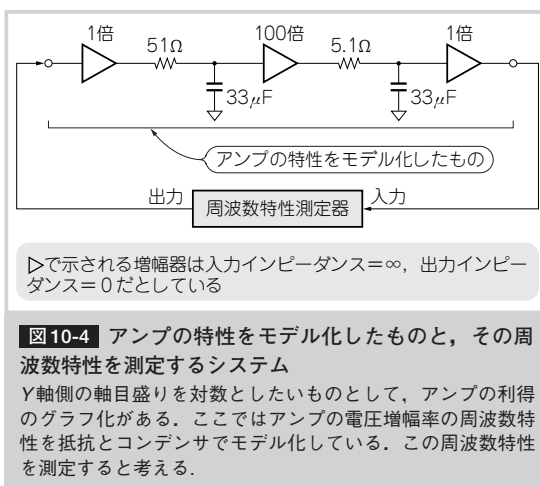 1倍
51Ω
100倍
5.1Ω
1倍
33μF
33μF
アンプの特性をモデル化したもの
出力
周波数特性測定器
入力
▷で示される増幅器は入力インピーダンス=∞，出力インピー
ダンス=0だとしている
図10-4 アンプの特性をモデル化したものと，その周
波数特性を測定するシステム
Y軸側の軸目盛りを対数としたいものとして，アンプの利得
のグラフ化がある．ここではアンプの電圧増幅率の周波数特
性を抵抗とコンデンサでモデル化している．この周波数特性
を測定すると考える.